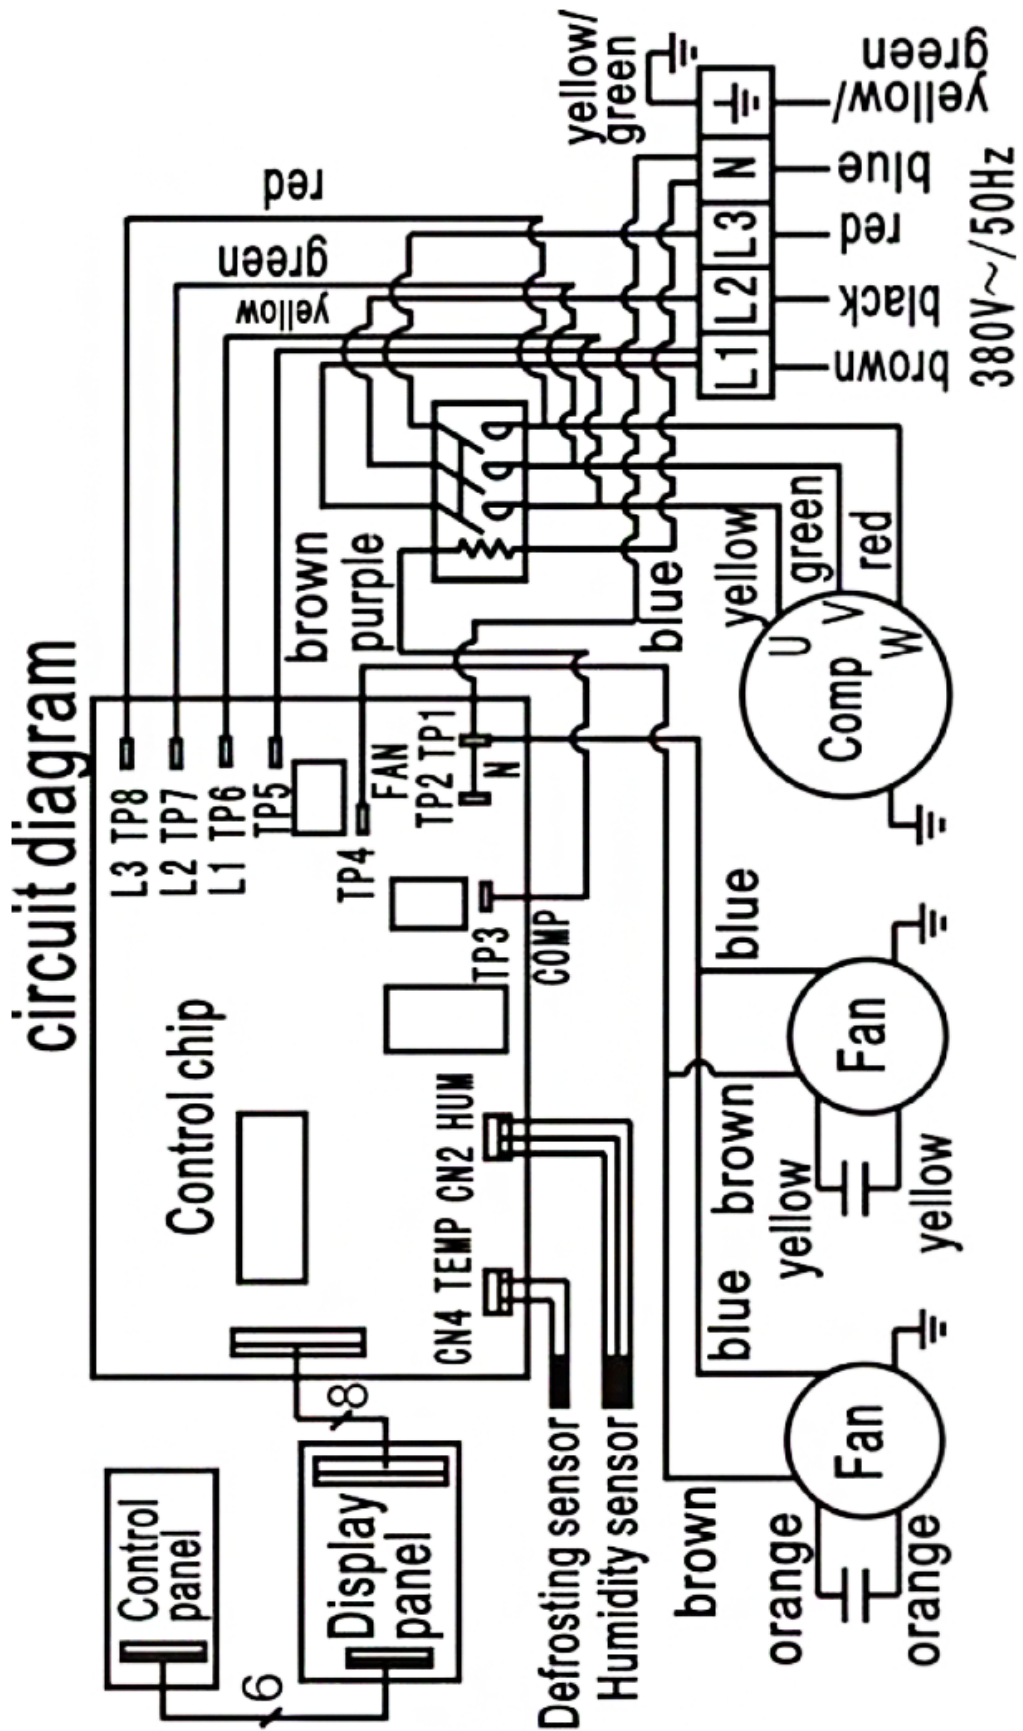 circuit diagram
Control
panel
6
Display
panel
8
Control chip
L3 TP8
L2 TP7
L1 TP6
TP5
TP4
FAN
TP2 TP1
N
TP3
COMP
CN4 TEMP CN2 HUM
Defrosting sensor
Humidity sensor
red
green
yellow
brown
purple
blue
yellow/
green
L1
L2
L3
N
brown
black
red
blue
yellow/
green
380V~/50Hz
yellow
green
red
U
V
W
Comp
blue
brown
Fan
yellow
yellow
blue
brown
Fan
orange
orange